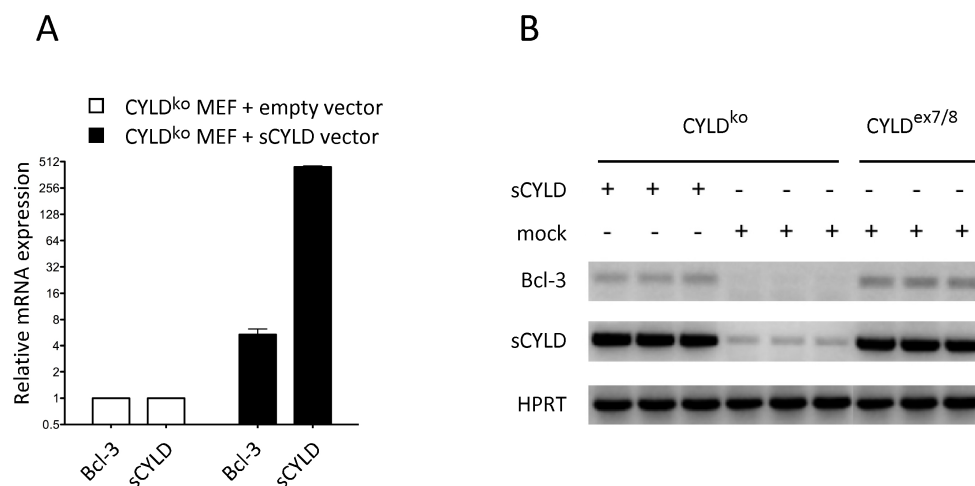 A
B
CYLDko MEF + empty vector
CYLDko MEF + sCYLD vector
Relative mRNA expression
512
256
128
64
32
16
8
4
2
1
0.5
Bcl-3
sCYLD
Bcl-3
sCYLD
CYLDko
CYLDex7/8
sCYLD + + + - - - - - -
mock - - - + + + + + +
Bcl-3
sCYLD
HPRT